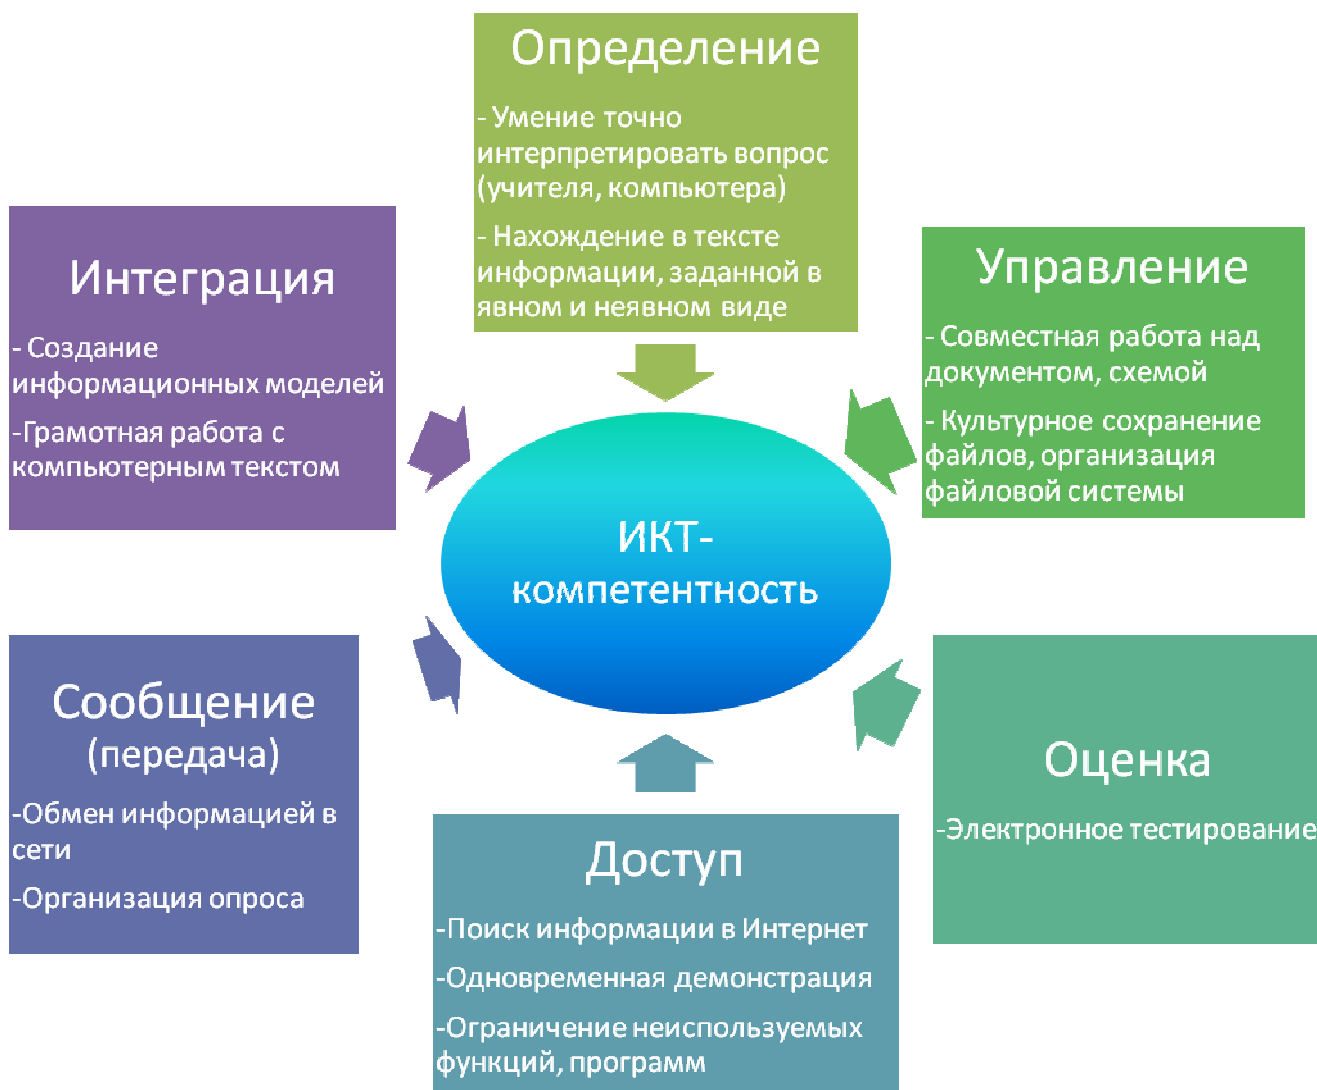 Определение
- Умение точно
интерпретировать вопрос
(учителя, компьютера)
- Нахождение в тексте
информации, заданной в
явном и неявном виде
Интеграция
- Создание
информационных моделей
-Грамотная работа с
компьютерным текстом
Управление
- Совместная работа над
документом, схемой
- Культурное сохранение
файлов, организация
файловой системы
ИКТ-
компетентность
Сообщение
(передача)
-Обмен информацией в
сети
-Организация опроса
Оценка
-Электронное тестирование
Доступ
-Поиск информации в Интернет
-Одновременная демонстрация
-Ограничение неиспользуемых
функций, программ